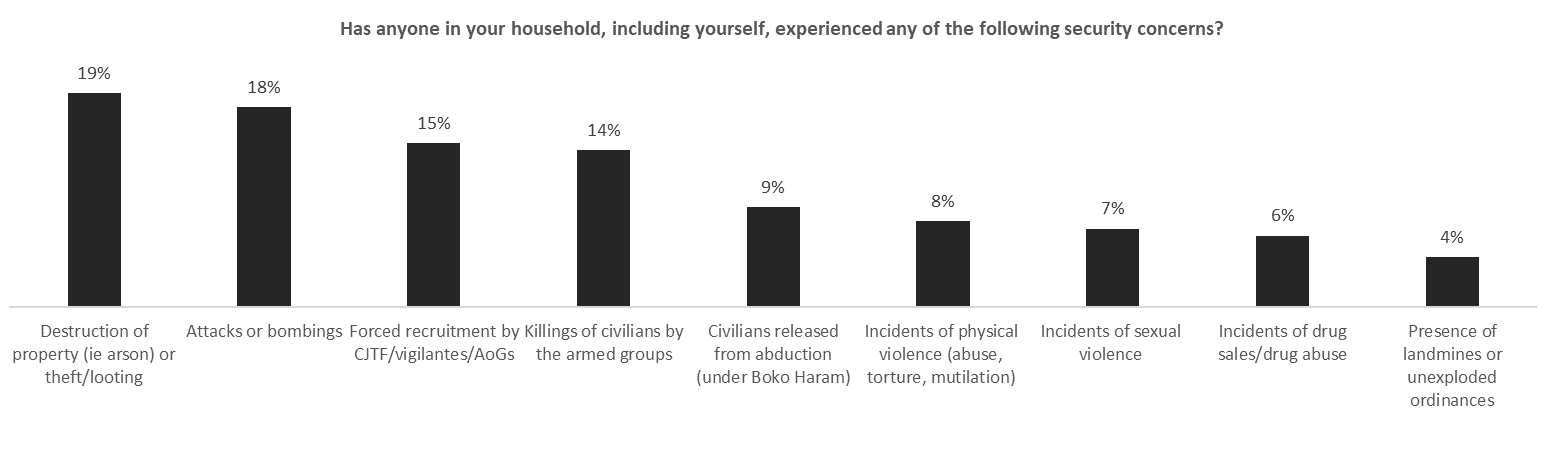 Has anyone in your household, including yourself, experienced any of the following security concerns?
19%
18%
15%
14%
9%
8%
7%
6%
4%
Destruction of
property (ie arson) or
theft/looting
Attacks or bombings
Forced recruitment by
CJTF/vigilantes/AoGs
Killings of civilians by
the armed groups
Civilians released
from abduction
(under Boko Haram)
Incidents of physical
violence (abuse,
torture, mutilation)
Incidents of sexual
violence
Incidents of drug
sales/drug abuse
Presence of
landmines or
unexploded
ordinances